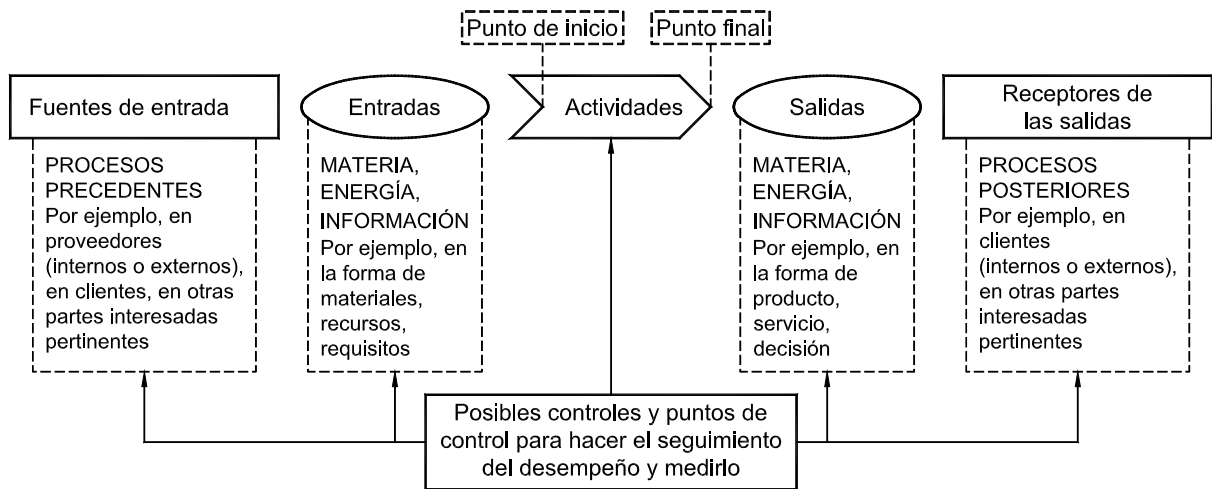 Punto de inicio
Punto final
Fuentes de entrada
Entradas
Actividades
Salidas
Receptores de
las salidas
PROCESOS
PRECEDENTES
Por ejemplo, en
proveedores
(internos o externos),
en clientes, en otras
partes interesadas
pertinentes
MATERIA,
ENERGÍA,
INFORMACIÓN
Por ejemplo, en
la forma de
materiales,
recursos,
requisitos
MATERIA,
ENERGÍA,
INFORMACIÓN
Por ejemplo, en
la forma de
producto,
servicio,
decisión
PROCESOS
POSTERIORES
Por ejemplo, en
clientes
(internos o externos),
en otras partes
interesadas
pertinentes
Posibles controles y puntos de
control para hacer el seguimiento
del desempeño y medirlo